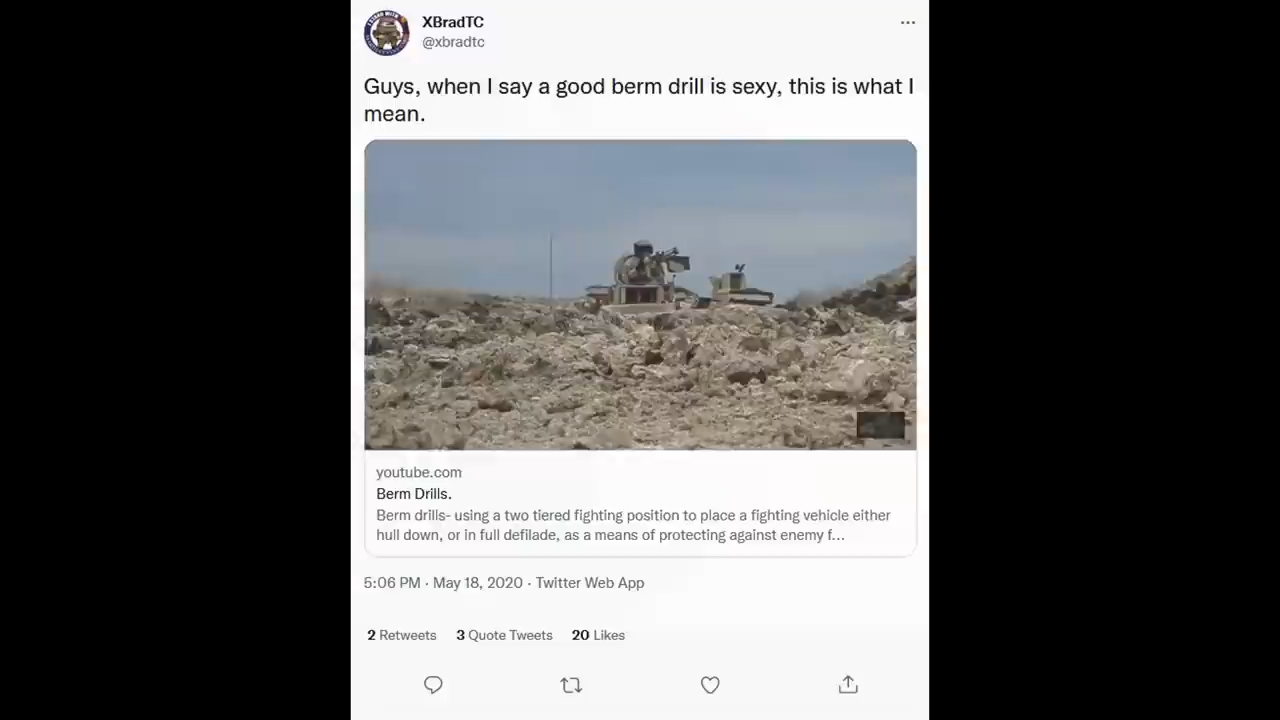 XBradTC
@xbradtc
Guys, when I say a good berm drill is sexy, this is what I
mean.
youtube.com
Berm Drills.
Berm drills- using a two tiered fighting position to place a fighting vehicle either
hull down, or in full defilade, as a means of protecting against enemy f...
5:06 PM · May 18, 2020 · Twitter Web App
2 Retweets 3 Quote Tweets 20 Likes